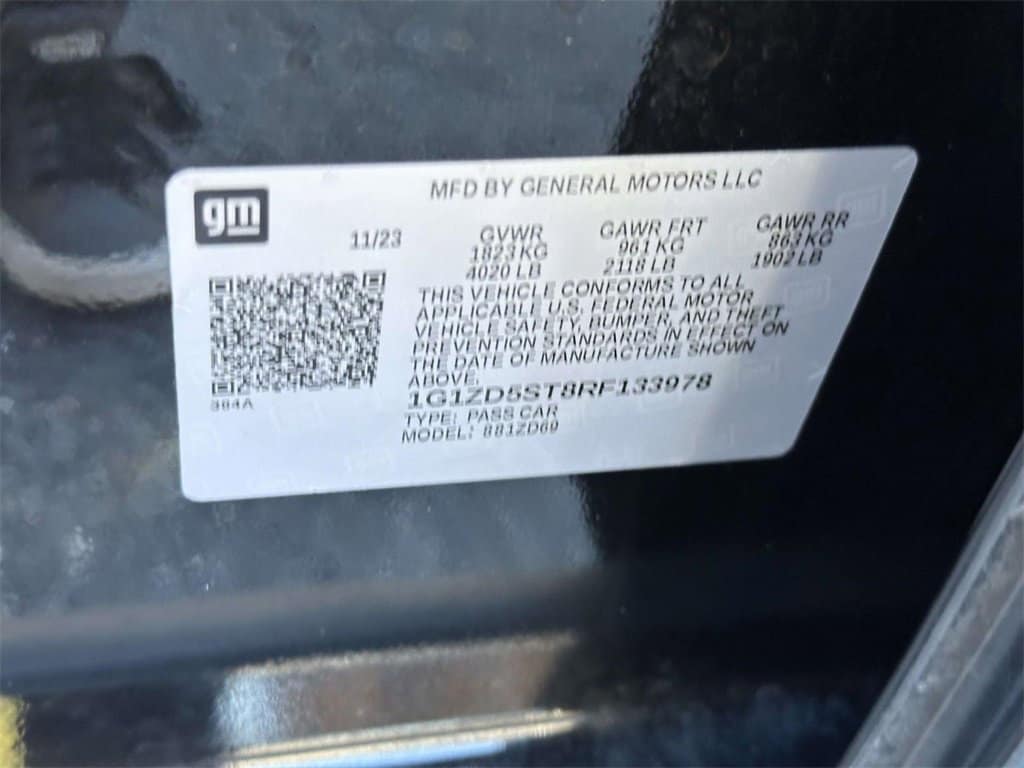 MFD BY GENERAL MOTORS LLC
gm
11/23 GVWR GAWR FRT GAWR RR
1823 KG 961 KG 863 KG
4020 LB 2118 LB 1902 LB
THIS VEHICLE CONFORMS TO ALL
APPLICABLE U.S. FEDERAL MOTOR
VEHICLE SAFETY, BUMPER, AND THEFT
PREVENTION STANDARDS IN EFFECT ON
THE DATE OF MANUFACTURE SHOWN
ABOVE.
384A
1G1ZD5ST8RF133978
TYPE: PASS CAR
MODEL: 881ZD69